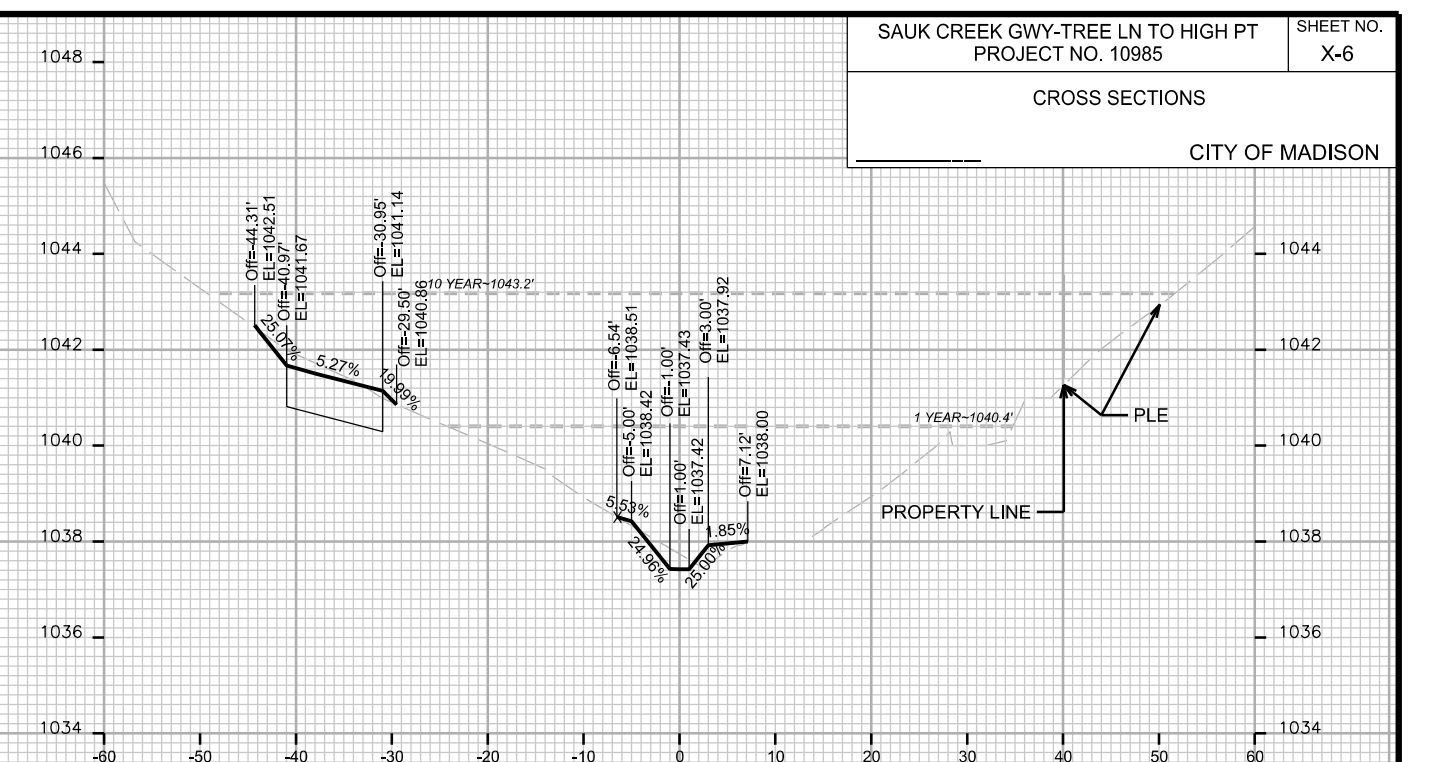 SAUK CREEK GWY-TREE LN TO HIGH PT
PROJECT NO. 10985
SHEET NO.
X-6
CROSS SECTIONS
CITY OF MADISON
1048
1046
1044
1042
1040
1038
1036
1034
1044
1042
1040
1038
1036
1034
Off=-44.31'
EL=1042.51
Off=-40.97'
EL=1041.67
Off=-30.95'
EL=1041.14
Off=-29.50'
EL=1040.86
10 YEAR~1043.2'
25.07%
5.27%
19.99%
Off=-6.54'
EL=1038.51
Off=-5.00'
EL=1038.42
Off=-1.00'
EL=1037.43
Off=1.00'
EL=1037.42
Off=3.00'
EL=1037.92
Off=7.12'
EL=1038.00
5.53%
24.96%
25.00%
1.85%
X
1 YEAR~1040.4'
PLE
PROPERTY LINE
-60 -50 -40 -30 -20 -10 0 10 20 30 40 50 60